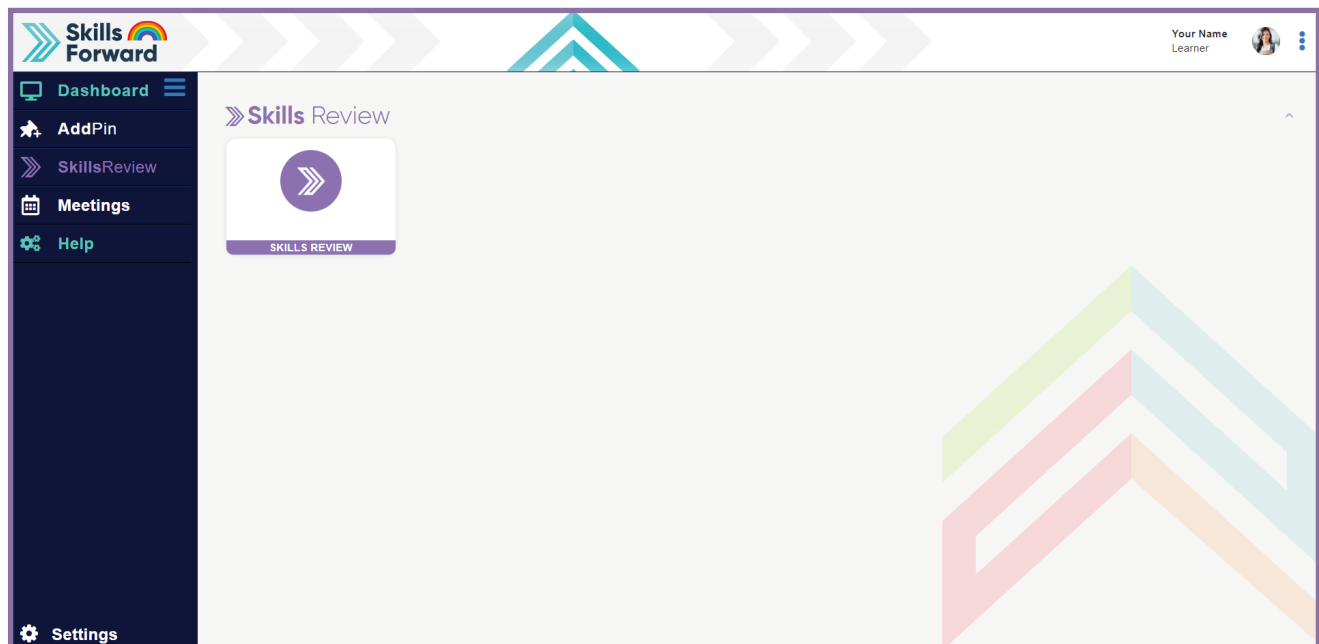 Skills
Forward
Your Name
Learner
Dashboard
AddPin
SkillsReview
Meetings
Help
Settings
Skills Review
SKILLS REVIEW